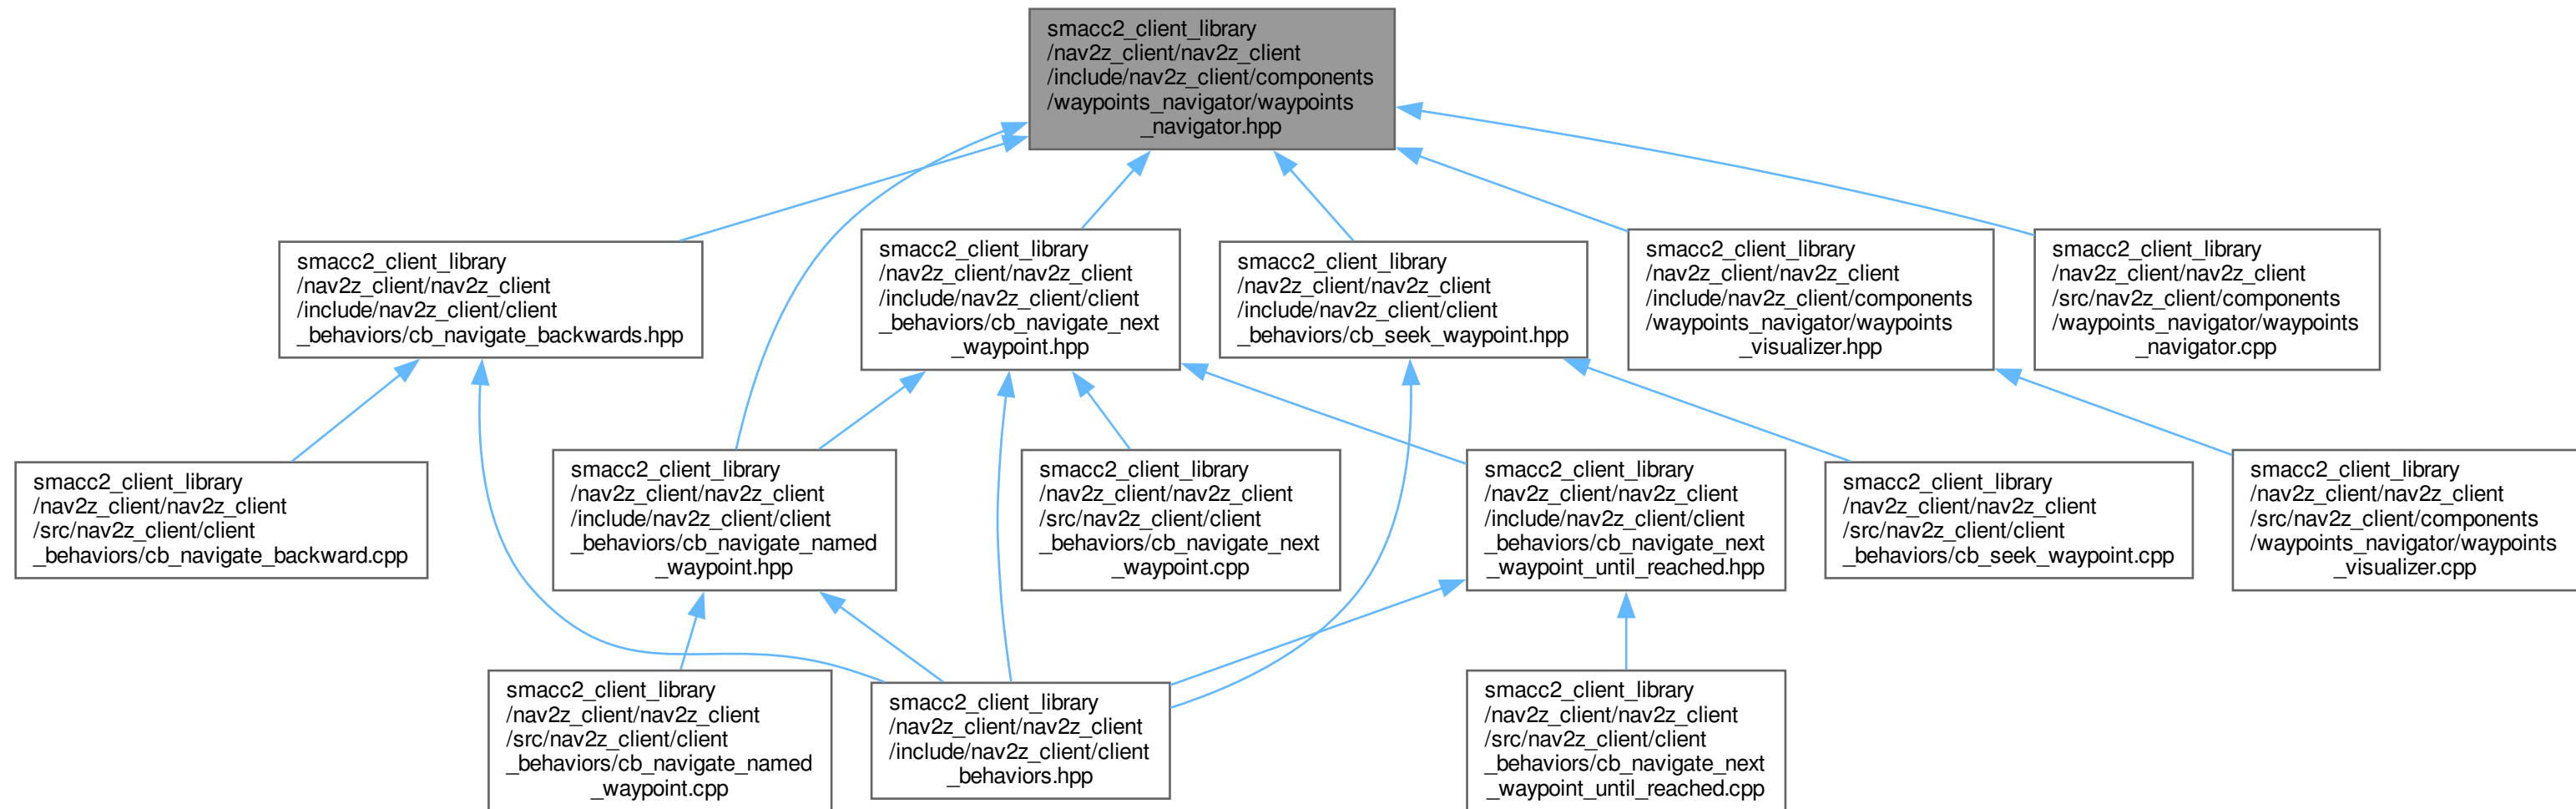 smacc2_client_library
/nav2z_client/nav2z_client
/include/nav2z_client/components
/waypoints_navigator/waypoints
_navigator.hpp
smacc2_client_library
/nav2z_client/nav2z_client
/include/nav2z_client/client
_behaviors/cb_navigate_backwards.hpp
smacc2_client_library
/nav2z_client/nav2z_client
/include/nav2z_client/client
_behaviors/cb_navigate_next
_waypoint.hpp
smacc2_client_library
/nav2z_client/nav2z_client
/include/nav2z_client/client
_behaviors/cb_seek_waypoint.hpp
smacc2_client_library
/nav2z_client/nav2z_client
/include/nav2z_client/components
/waypoints_navigator/waypoints
_visualizer.hpp
smacc2_client_library
/nav2z_client/nav2z_client
/src/nav2z_client/components
/waypoints_navigator/waypoints
_navigator.cpp
smacc2_client_library
/nav2z_client/nav2z_client
/src/nav2z_client/client
_behaviors/cb_navigate_backward.cpp
smacc2_client_library
/nav2z_client/nav2z_client
/include/nav2z_client/client
_behaviors/cb_navigate_named
_waypoint.hpp
smacc2_client_library
/nav2z_client/nav2z_client
/src/nav2z_client/client
_behaviors/cb_navigate_next
_waypoint.cpp
smacc2_client_library
/nav2z_client/nav2z_client
/include/nav2z_client/client
_behaviors/cb_navigate_next
_waypoint_until_reached.hpp
smacc2_client_library
/nav2z_client/nav2z_client
/src/nav2z_client/client
_behaviors/cb_seek_waypoint.cpp
smacc2_client_library
/nav2z_client/nav2z_client
/src/nav2z_client/components
/waypoints_navigator/waypoints
_visualizer.cpp
smacc2_client_library
/nav2z_client/nav2z_client
/src/nav2z_client/client
_behaviors/cb_navigate_named
_waypoint.cpp
smacc2_client_library
/nav2z_client/nav2z_client
/include/nav2z_client/client
_behaviors.hpp
smacc2_client_library
/nav2z_client/nav2z_client
/src/nav2z_client/client
_behaviors/cb_navigate_next
_waypoint_until_reached.cpp